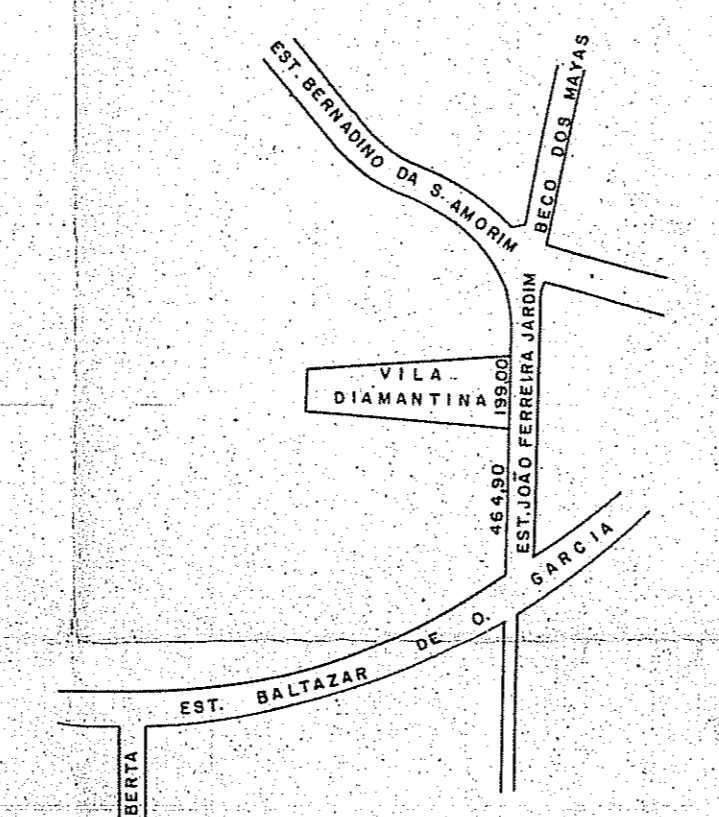 EST. BERNADINO DA S. AMORIM
BECO DOS MAYAS
VILA
DIAMANTINA
199,00
EST. JOÃO FERREIRA JARDIM
464,90
EST. BALTAZAR DE O. GARCIA
BERTA